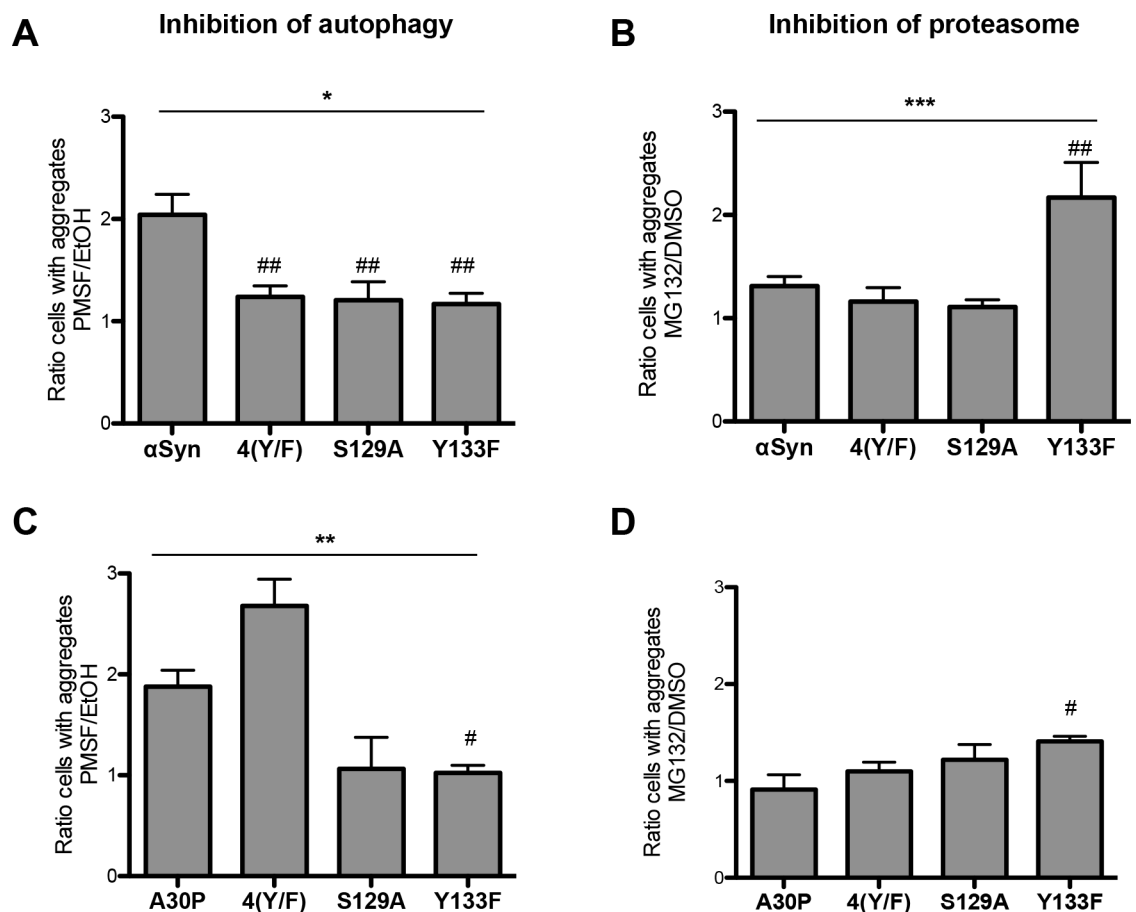 A
Inhibition of autophagy
Ratio cells with aggregates
PMSF/EtOH
3
2
1
0
*
##
##
##
αSyn
4(Y/F)
S129A
Y133F
B
Inhibition of proteasome
Ratio cells with aggregates
MG132/DMSO
3
2
1
0
***
##
αSyn
4(Y/F)
S129A
Y133F
C
Ratio cells with aggregates
PMSF/EtOH
3
2
1
0
**
#
A30P
4(Y/F)
S129A
Y133F
D
Ratio cells with aggregates
MG132/DMSO
3
2
1
0
#
A30P
4(Y/F)
S129A
Y133F